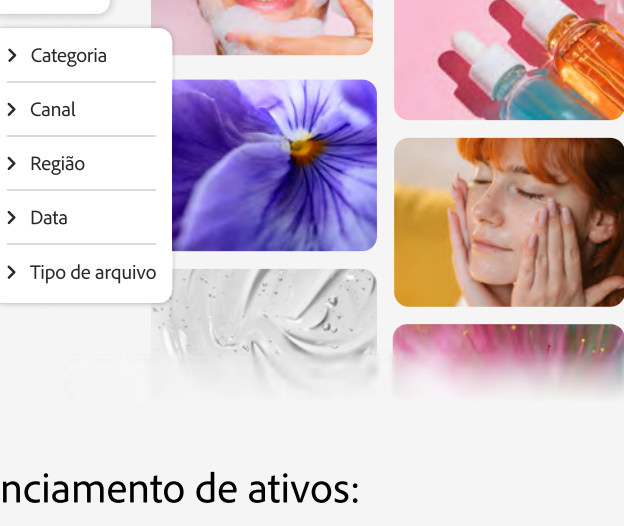 Categoria
Canal
Região
Data
Tipo de arquivo
nciamento de ativos: